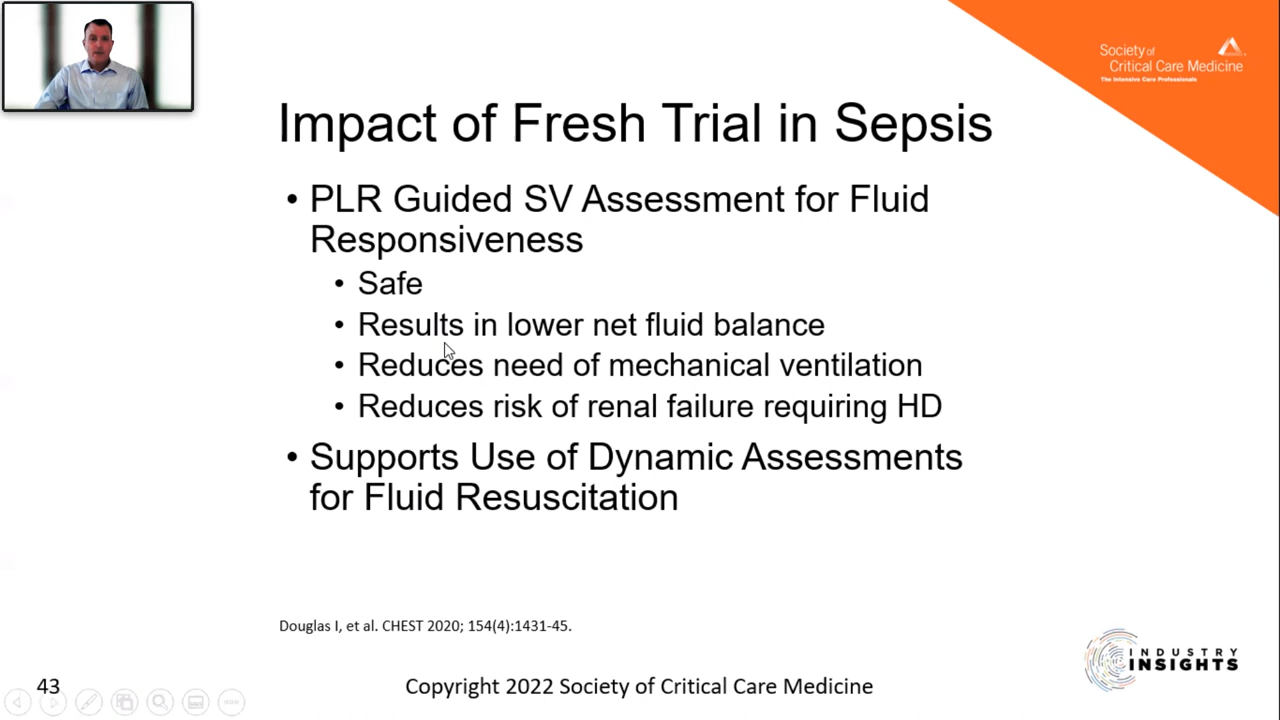 Society of
Critical Care Medicine
The Intensive Care Professionals
Impact of Fresh Trial in Sepsis
• PLR Guided SV Assessment for Fluid
Responsiveness
• Safe
• Results in lower net fluid balance
• Reduces need of mechanical ventilation
• Reduces risk of renal failure requiring HD
• Supports Use of Dynamic Assessments
for Fluid Resuscitation
Douglas I, et al. CHEST 2020; 154(4):1431-45.
INDUSTRY
INSIGHTS
43
Copyright 2022 Society of Critical Care Medicine